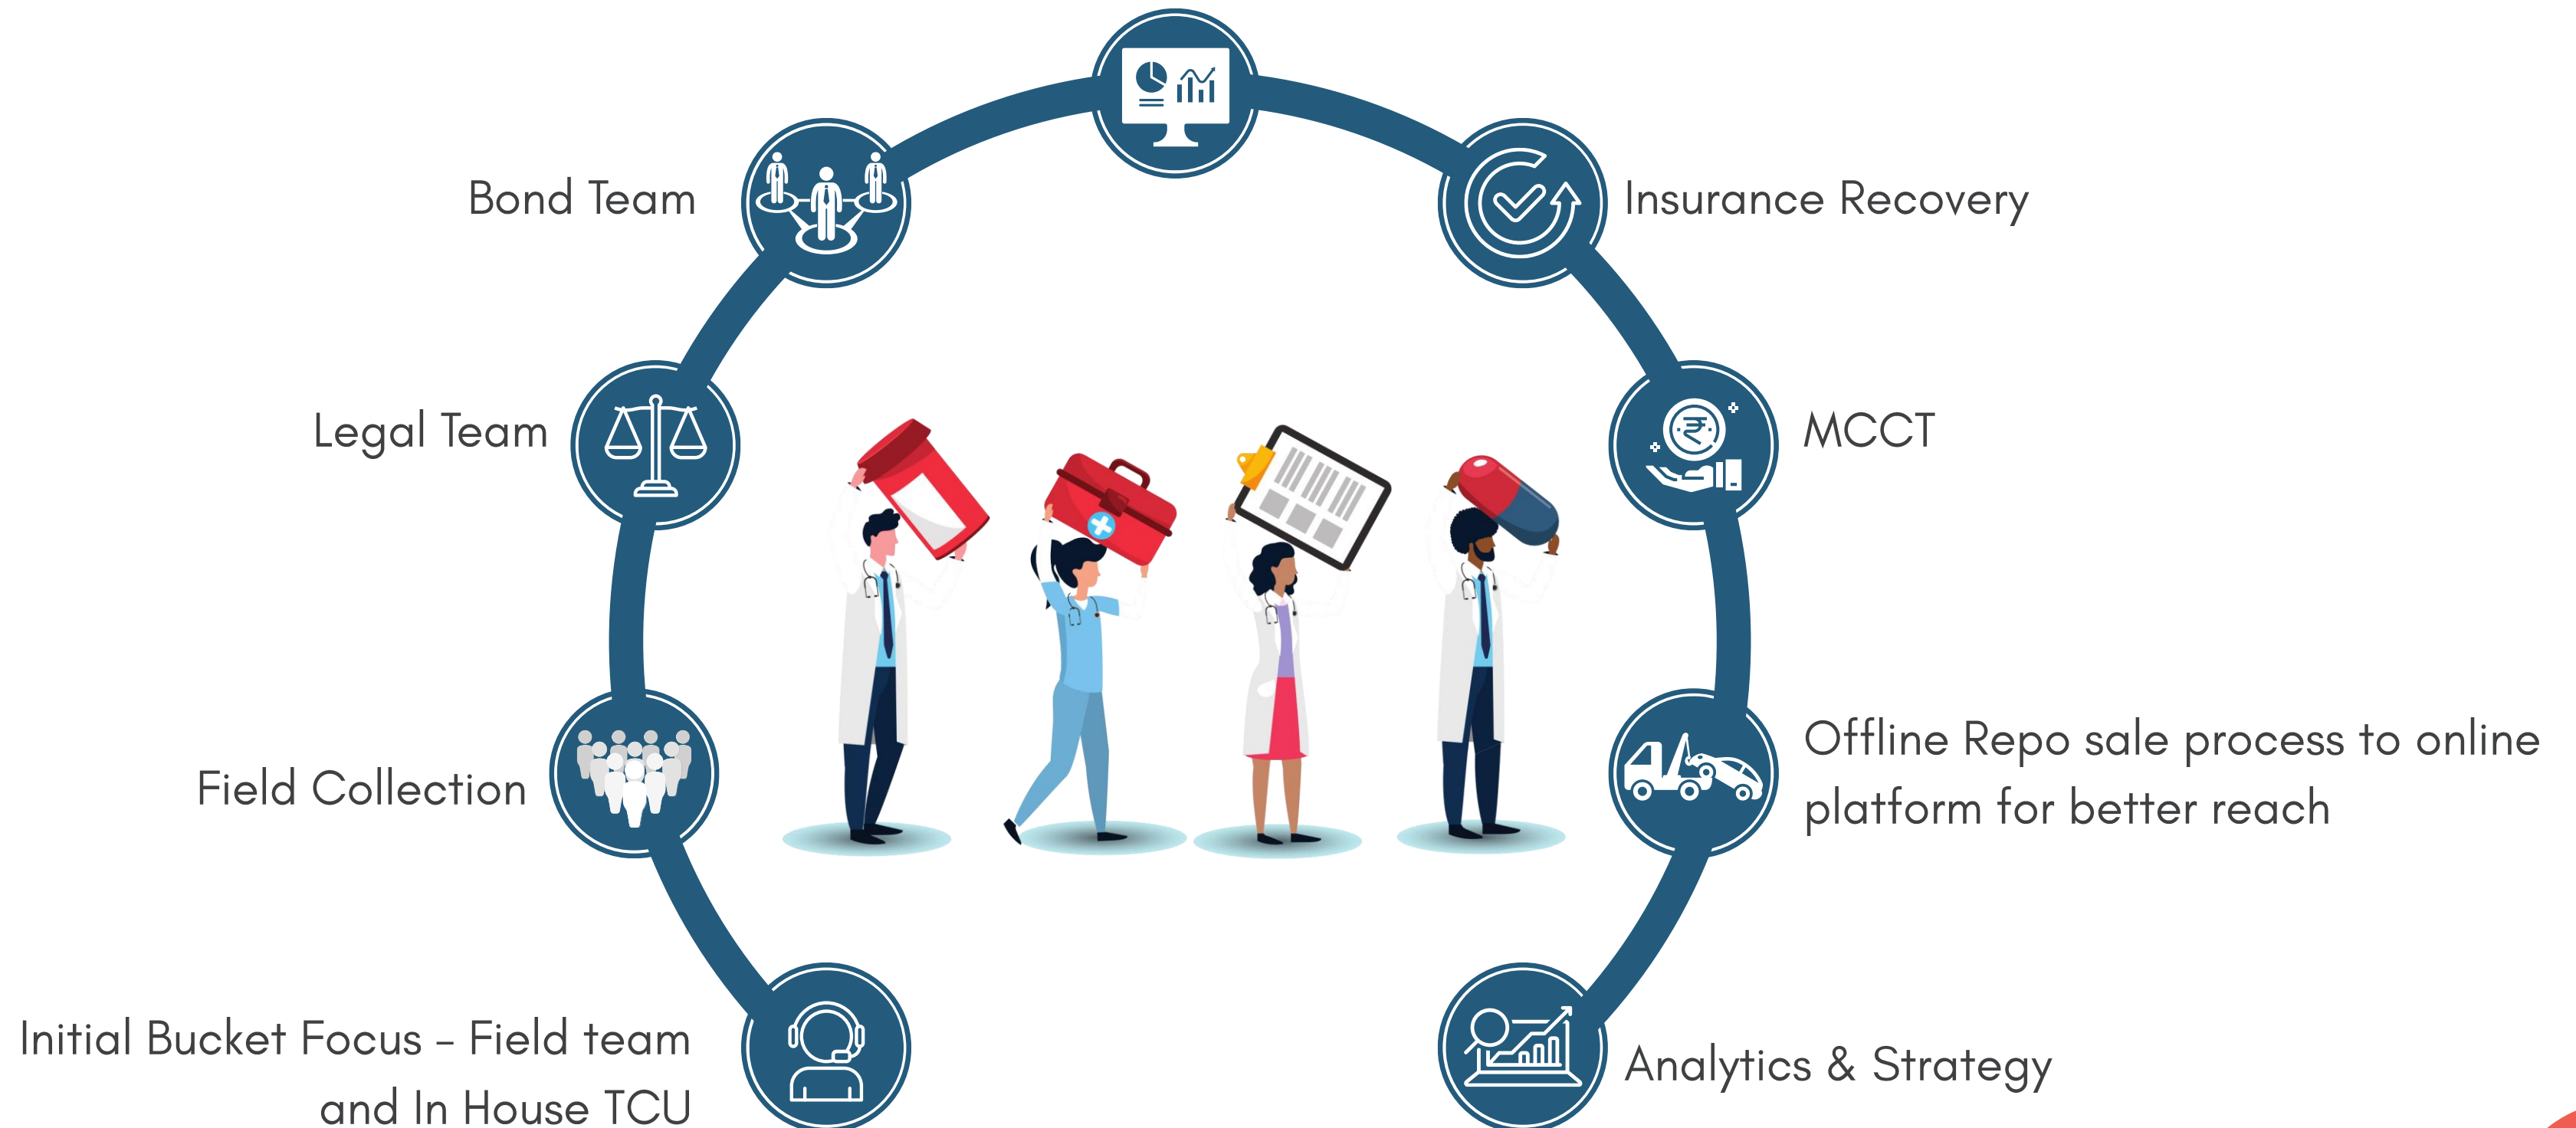 Bond Team
Insurance Recovery
Legal Team
MCCT
Field Collection
Offline Repo sale process to online
platform for better reach
Initial Bucket Focus – Field team
and In House TCU
Analytics & Strategy